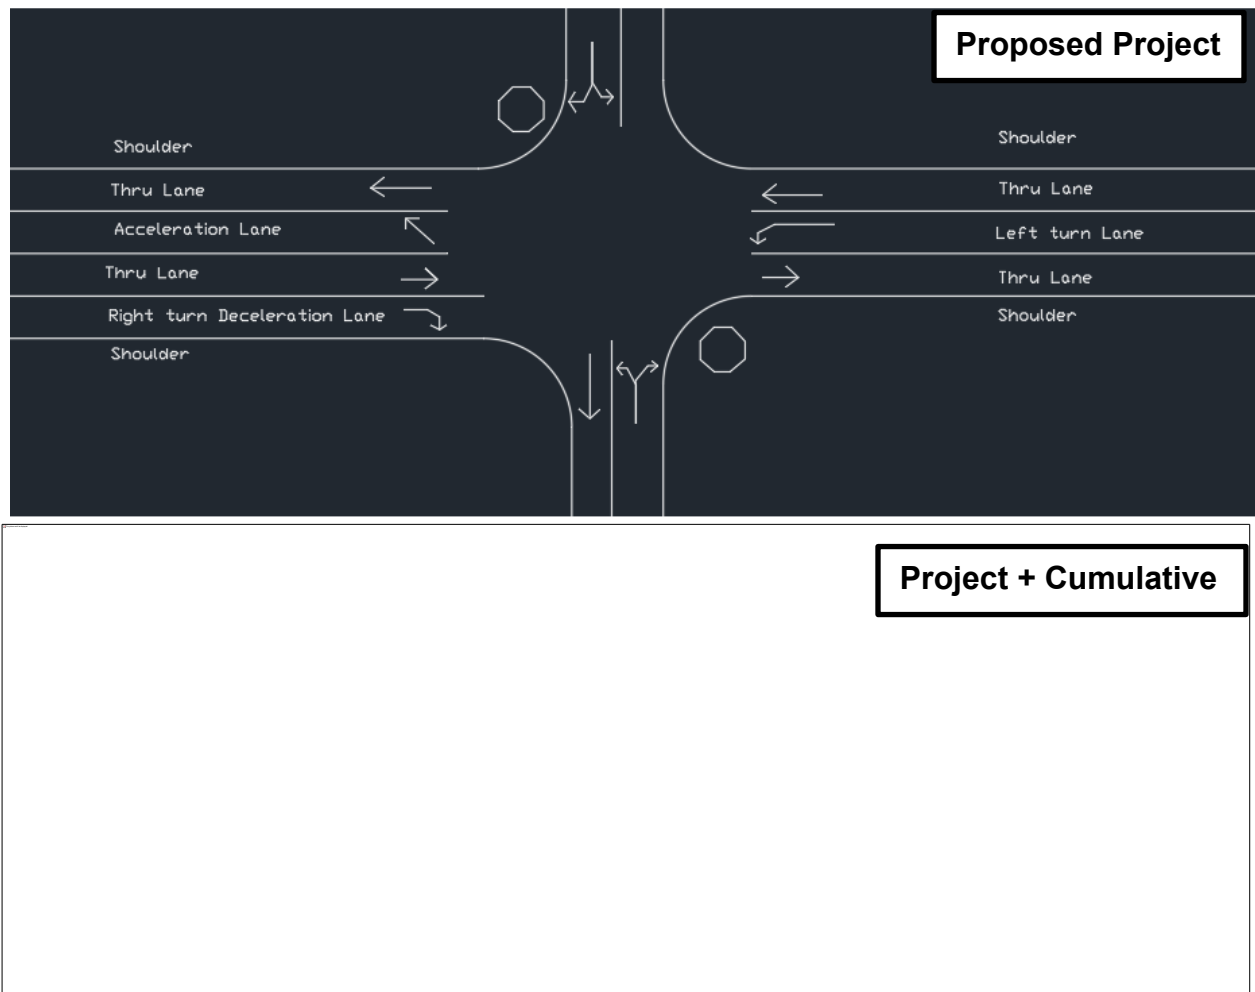 Proposed Project
Shoulder
Shoulder
Thru Lane
Thru Lane
Acceleration Lane
Left turn Lane
Thru Lane
Thru Lane
Right turn Deceleration Lane
Shoulder
Shoulder
Project + Cumulative